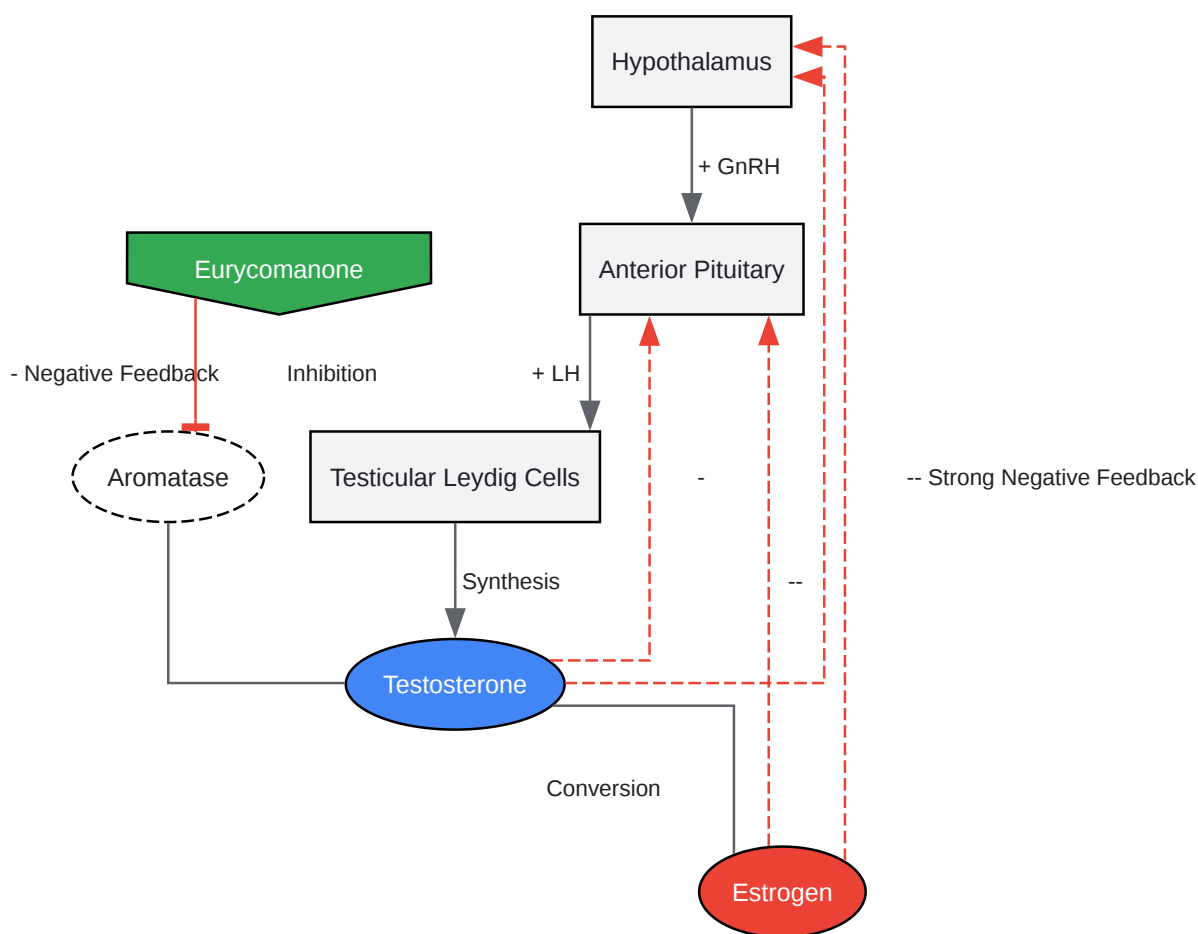 Hypothalamus
+ GnRH
Eurycomanone
Anterior Pituitary
- Negative Feedback
Inhibition
+ LH
Aromatase
Testicular Leydig Cells
-
-- Strong Negative Feedback
Synthesis
--
Testosterone
Conversion
Estrogen